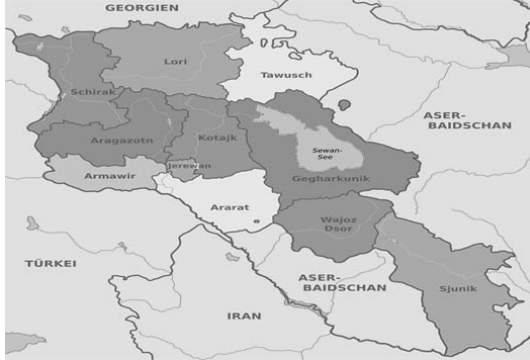 GEORGIEN
Lori
Tawusch
Schirak
ASER-
BAIDSCHAN
Aragazotn
Kotajk
Sewan-
See
Jerewan
Armawir
Gegharkunik
Ararat
Wajoz
Dsor
TÜRKEI
ASER-
BAIDSCHAN
Sjunik
IRAN